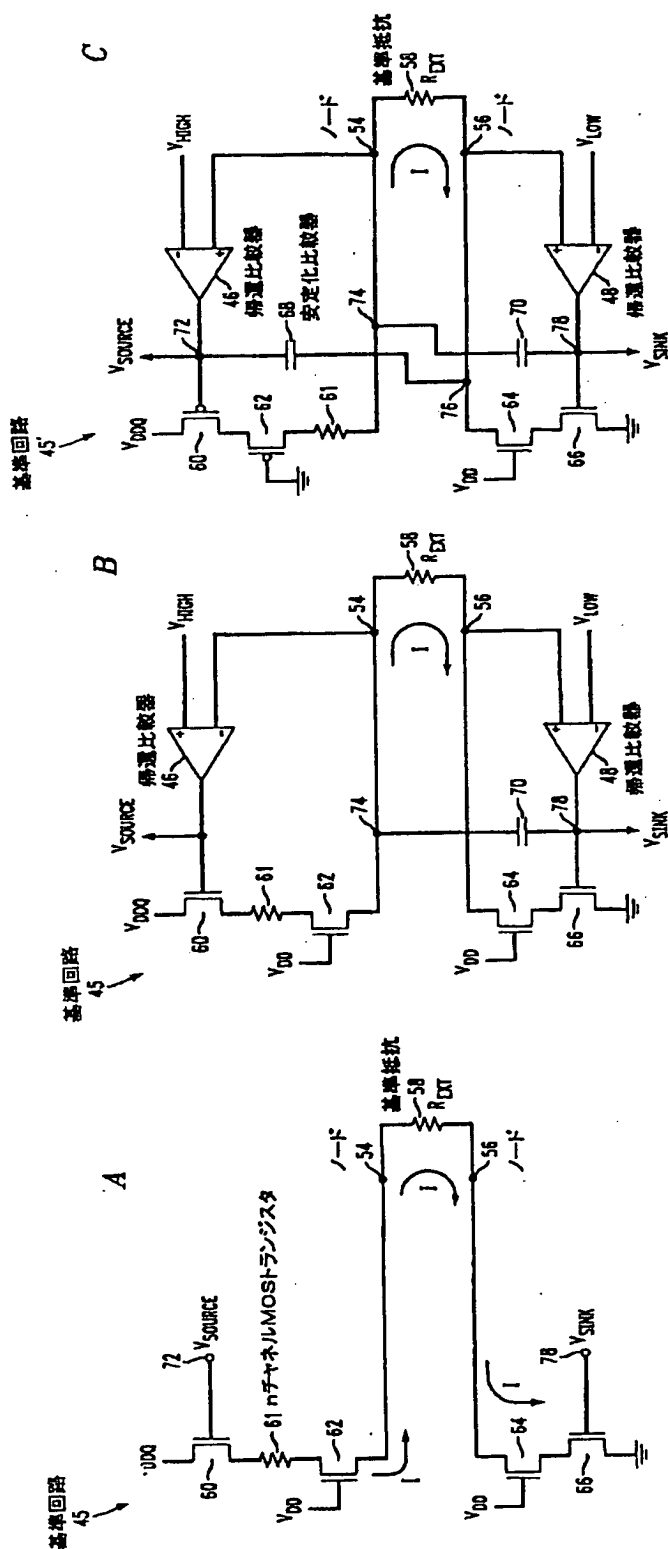 A
基準回路
45
VDDQ
60
72
VSOURCE
61 nチャネルMOSトランジスタ
62
VDD
I
ノード
54
基準抵抗
58
REXT
I
56
ノード
I
64
VDD
66
78
VSINK
B
基準回路
45
VDDQ
60
VSOURCE
46
帰還比較器
VHIGH
61
62
VDD
74
54
58
REXT
I
56
70
64
VDD
66
78
VSINK
48
帰還比較器
VLOW
C
基準回路
45'
VDDQ
60
VSOURCE
72
46
帰還比較器
VHIGH
62
61
68
安定化比較器
74
ノード
54
基準抵抗
58
REXT
I
56
ノード
76
70
64
VDD
66
78
VSINK
48
帰還比較器
VLOW